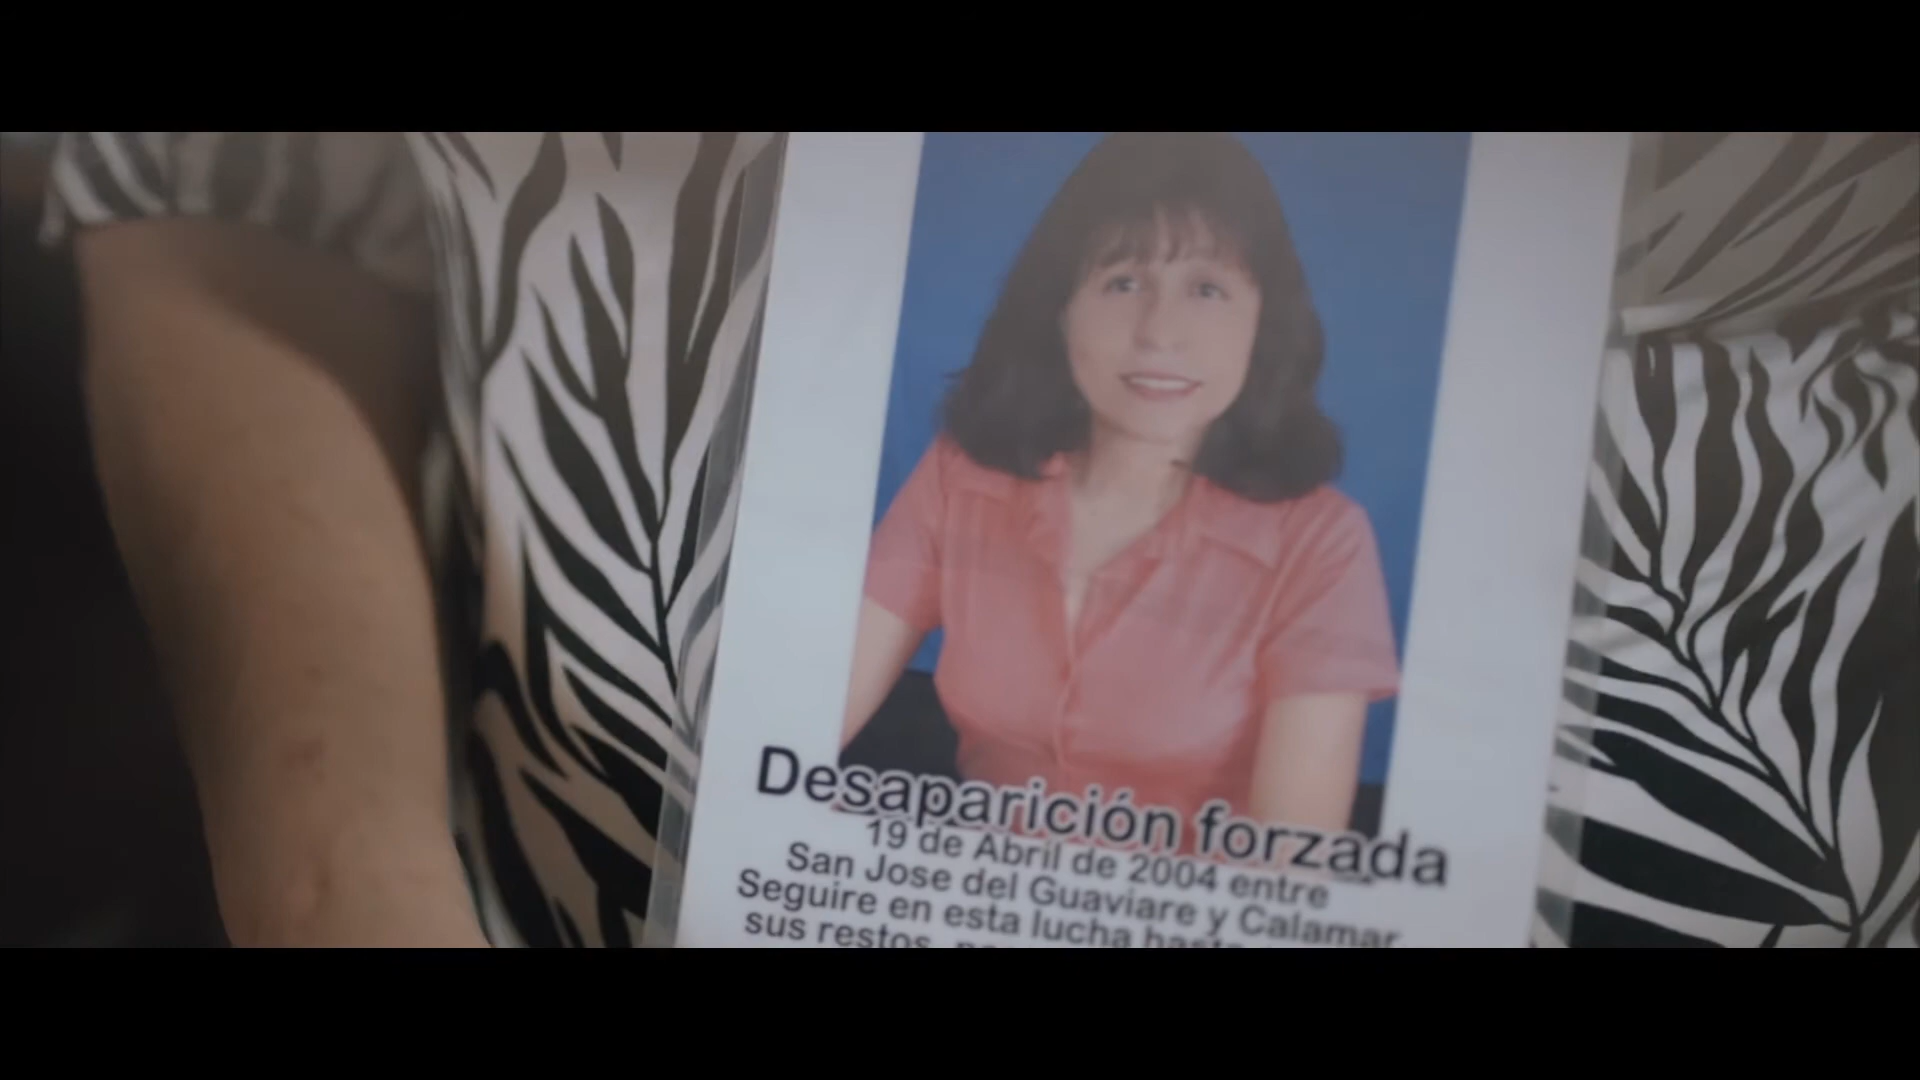 Desaparición forzada
19 de Abril de 2004 entre
San Jose del Guaviare y Calamar
Seguire en esta lucha hasta
sus restos